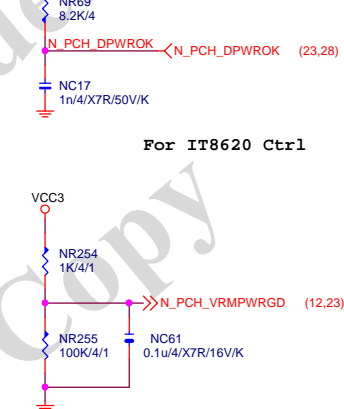 NR69
8.2K/4
N_PCH_DPWROK
N_PCH_DPWROK (23,28)
NC17
1n/4/X7R/50V/K
For IT8620 Ctrl
VCC3
NR254
1K/4/1
N_PCH_VRMPWRGD (12,23)
NR255
100K/4/1
NC61
0.1u/4/X7R/16V/K
Copy